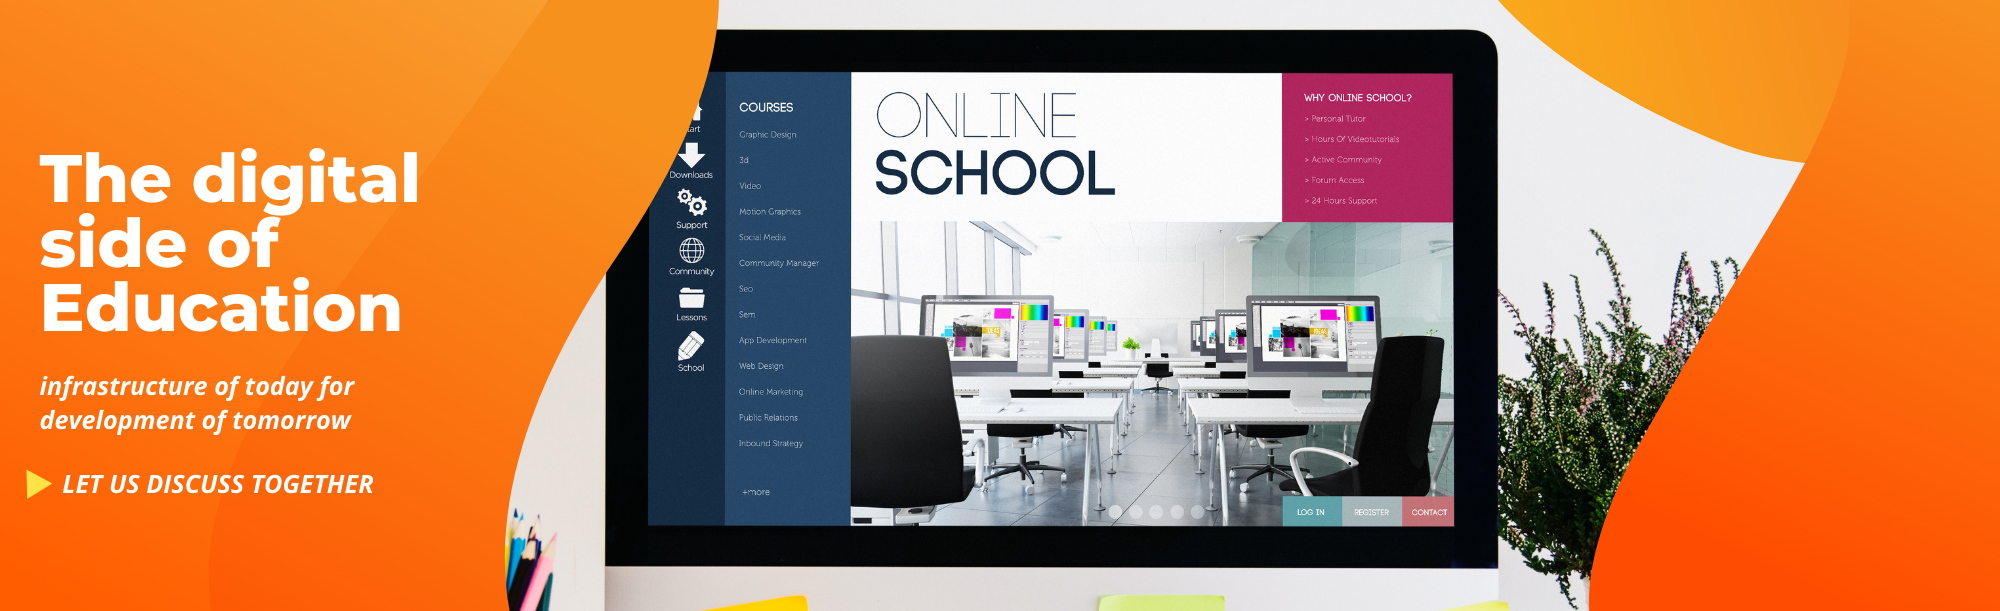 The digital
side of
Education
infrastructure of today for
development of tomorrow
LET US DISCUSS TOGETHER
Downloads
Support
Community
Lessons
School
COURSES
Graphic Design
3d
Video
Motion Graphics
Social Media
Community Manager
Seo
Sem
App Development
Web Design
Online Marketing
Public Relations
Inbound Strategy
+more
ONLINE
SCHOOL
WHY ONLINE SCHOOL?
> Personal Tutor
> Hours Of Videotutorials
> Active Community
> Forum Access
> 24 Hours Support
LOG IN
REGISTER
CONTACT